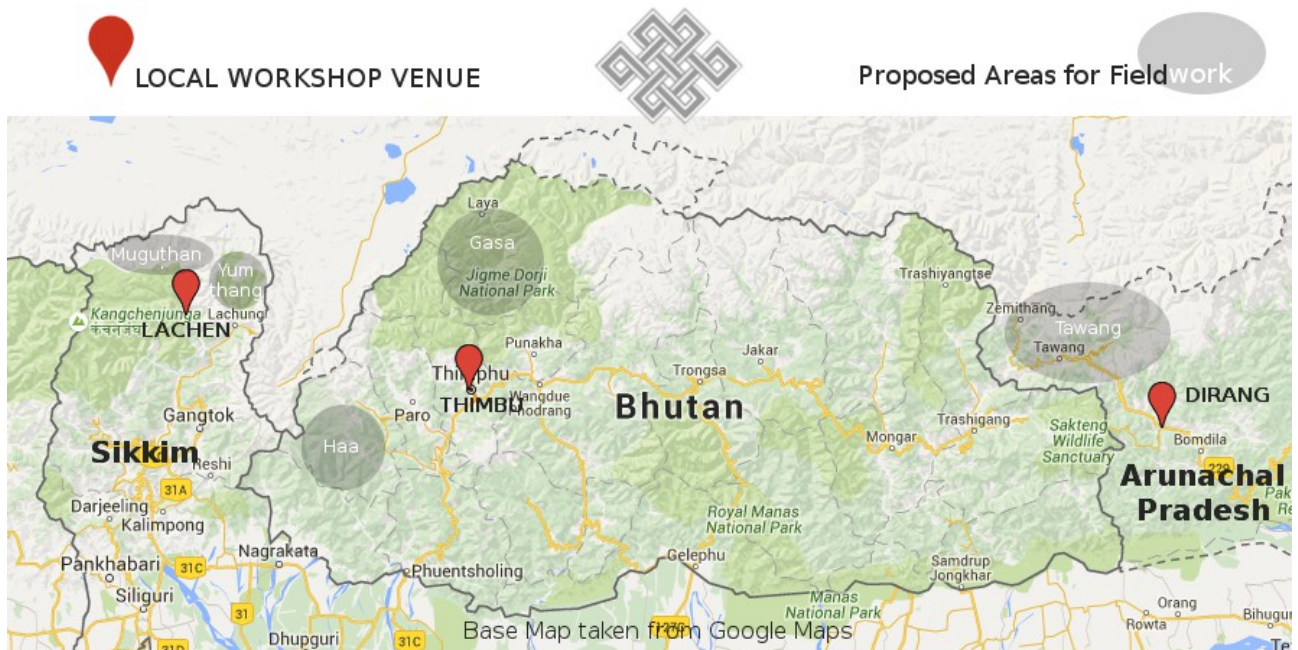 LOCAL WORKSHOP VENUE
Proposed Areas for Fieldwork
Laya
Gasa
Muguthan
Yum
thang
Jigme Dorji
National Park
Trashiyangtse
Kangchenjunga
LACHEN
Lachung
Zemithang
Tawang
Tawang
Punakha
Jakar
Thimphu
THIMBU
Trongsa
Wangdue
Phodrang
Bhutan
DIRANG
Gangtok
Paro
Trashigang
Sakteng
Wildlife
Sanctuary
Mongar
Bomdila
Haa
Sikkim
Reshi
229
Arunachal
Pradesh
31A
Darjeeling
Kalimpong
Royal Manas
National Park
Nagrakata
Gelephu
Pankhabari
31C
Phuentsholing
Samdrup
Jongkhar
Siliguri
31
Manas
National Park
Orang
Rowta
Dhupguri
31C
127C
31D
Base Map taken from Google Maps